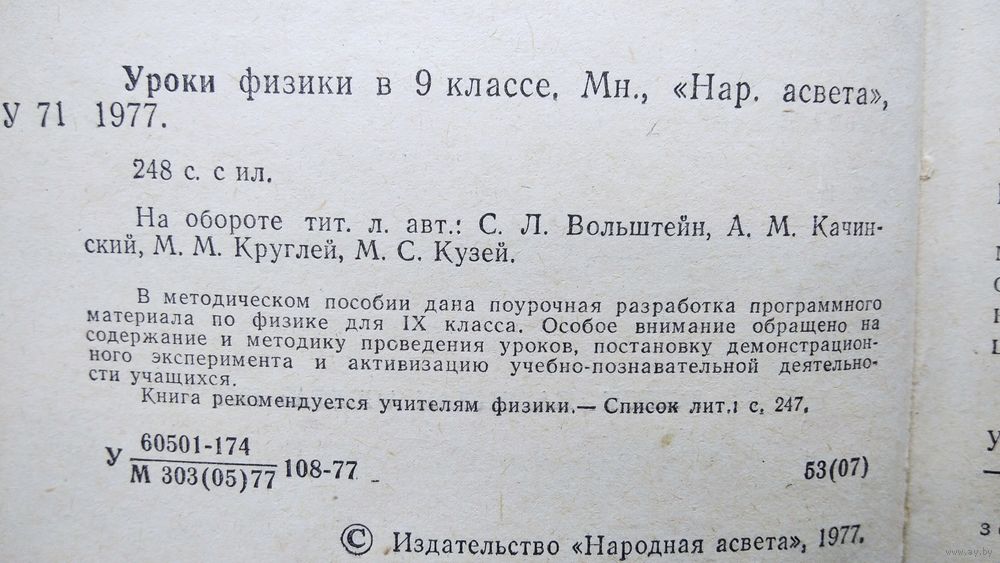 Уроки физики в 9 классе. Мн., «Нар. асвета»,
У 71 1977.
248 с. с ил.
На обороте тит. л. авт.: С. Л. Вольштейн, А. М. Качин-
ский, М. М. Круглей, М. С. Кузей.
В методическом пособии дана поурочная разработка программного
материала по физике для IX класса. Особое внимание обращено на
содержание и методику проведения уроков, постановку демонстрацион-
ного эксперимента и активизацию учебно-познавательной деятельно-
сти учащихся.
Книга рекомендуется учителям физики.— Список лит.: с. 247.
У 60501-174
М 303(05)77 108-77
53(07)
© Издательство «Народная асвета», 1977.
www.ay.by